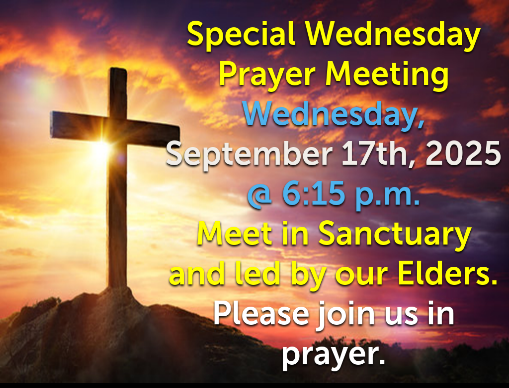 Special Wednesday
Prayer Meeting
Wednesday,
September 17th, 2025
@ 6:15 p.m.
Meet in Sanctuary
and led by our Elders.
Please join us in
prayer.